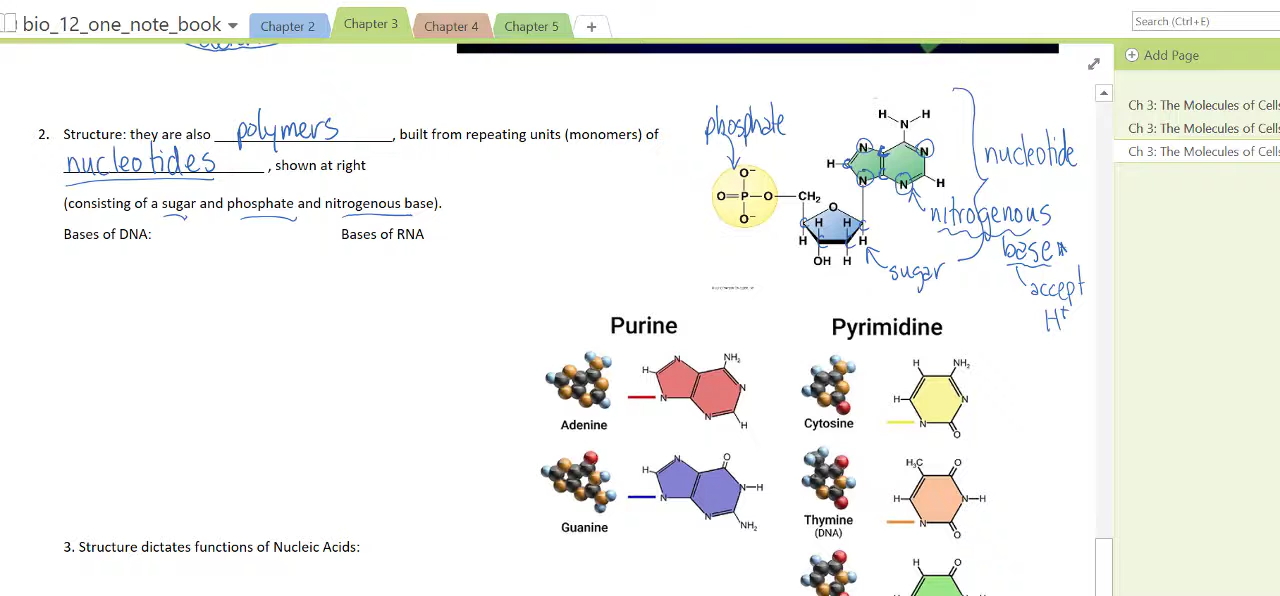 bio_12_one_note_book
Chapter 2
Chapter 3
Chapter 4
Chapter 5
+
Search (Ctrl+E)
Add Page
Ch 3: The Molecules of Cells
Ch 3: The Molecules of Cells
Ch 3: The Molecules of Cells
2. Structure: they are also polymers, built from repeating units (monomers) of
nucleotides, shown at right
(consisting of a sugar and phosphate and nitrogenous base).
Bases of DNA: Bases of RNA
phosphate
O⁻
O=P—O—CH₂
O⁻
H H
N
N N
H
N N
H
O
H H
H H
OH H
nucleotide
nitrogenous
base
sugar
accept
H⁺
Purine Pyrimidine
N NH₂
H
N
N
N
H
Adenine
H NH₂
H N
N
O
Cytosine
N O
H
N
N—H
N
NH₂
Guanine
H₃C O
H N—H
N
O
Thymine
(DNA)
H O
3. Structure dictates functions of Nucleic Acids: